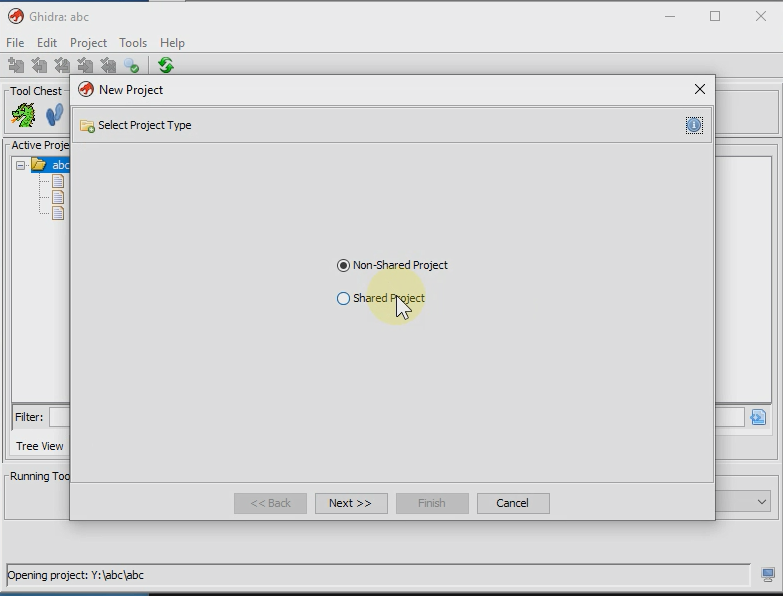 Ghidra: abc
File Edit Project Tools Help
Tool Chest
New Project
Select Project Type
Active Proje
abc
Non-Shared Project
Shared Project
Filter:
Tree View
Running Too
<< Back Next >> Finish Cancel
Opening project: Y:\abc\abc